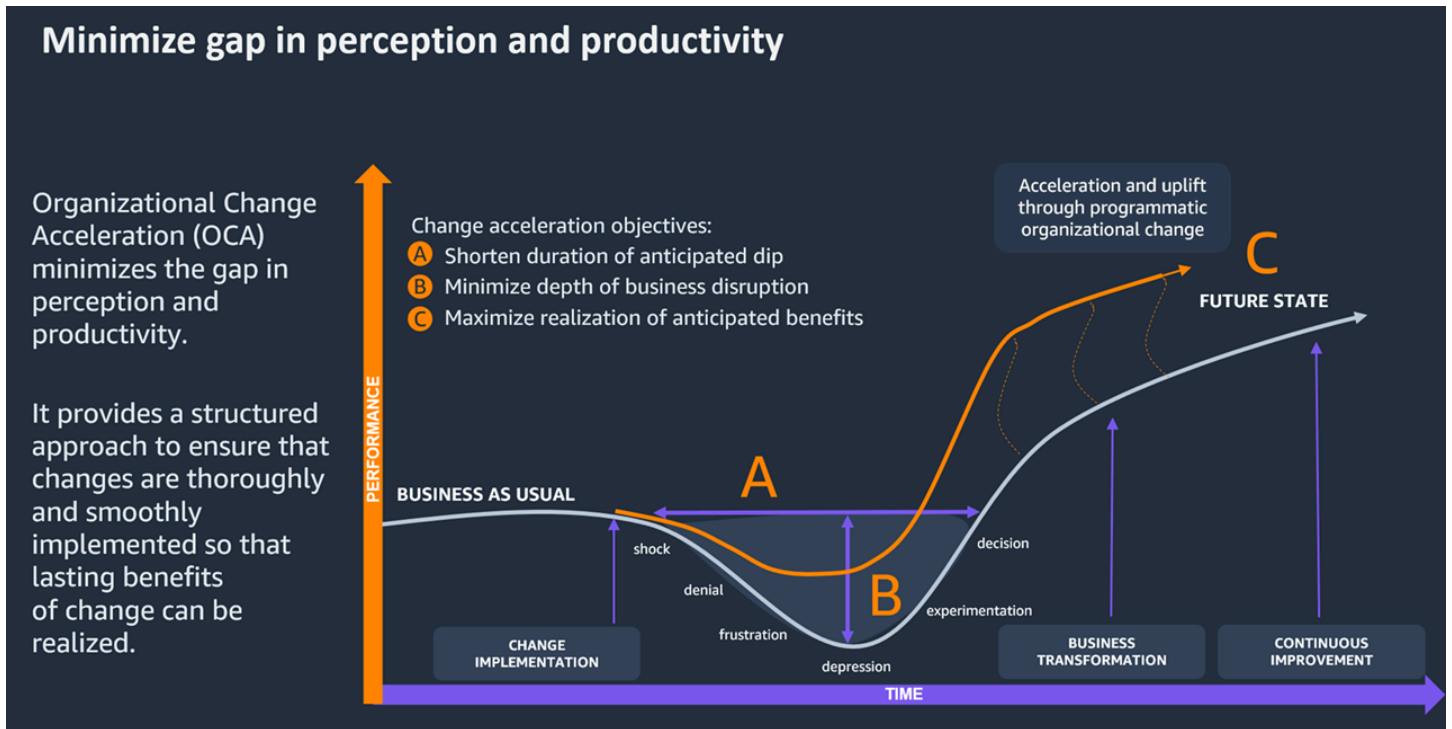 Minimize gap in perception and productivity
Organizational Change
Acceleration (OCA)
minimizes the gap in
perception and
productivity.
It provides a structured
approach to ensure that
changes are thoroughly
and smoothly
implemented so that
lasting benefits
of change can be
realized.
PERFORMANCE
Change acceleration objectives:
A Shorten duration of anticipated dip
B Minimize depth of business disruption
C Maximize realization of anticipated benefits
Acceleration and uplift
through programmatic
organizational change
C
FUTURE STATE
BUSINESS AS USUAL
A
B
shock
denial
frustration
depression
experimentation
decision
CHANGE
IMPLEMENTATION
BUSINESS
TRANSFORMATION
CONTINUOUS
IMPROVEMENT
TIME